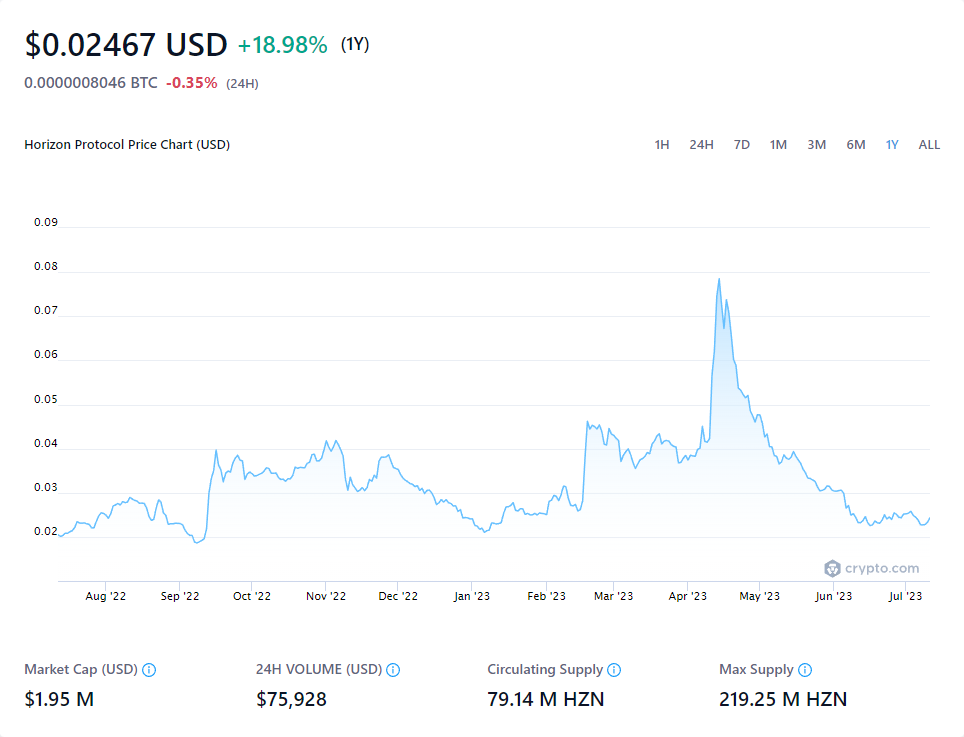 $0.02467 USD +18.98% (1Y)
0.0000008046 BTC -0.35% (24H)
Horizon Protocol Price Chart (USD) 1H 24H 7D 1M 3M 6M 1Y ALL
0.09
0.08
0.07
0.06
0.05
0.04
0.03
0.02
crypto.com
Aug '22 Sep '22 Oct '22 Nov '22 Dec '22 Jan '23 Feb '23 Mar '23 Apr '23 May '23 Jun '23 Jul '23
Market Cap (USD) 24H VOLUME (USD) Circulating Supply Max Supply
$1.95 M $75,928 79.14 M HZN 219.25 M HZN